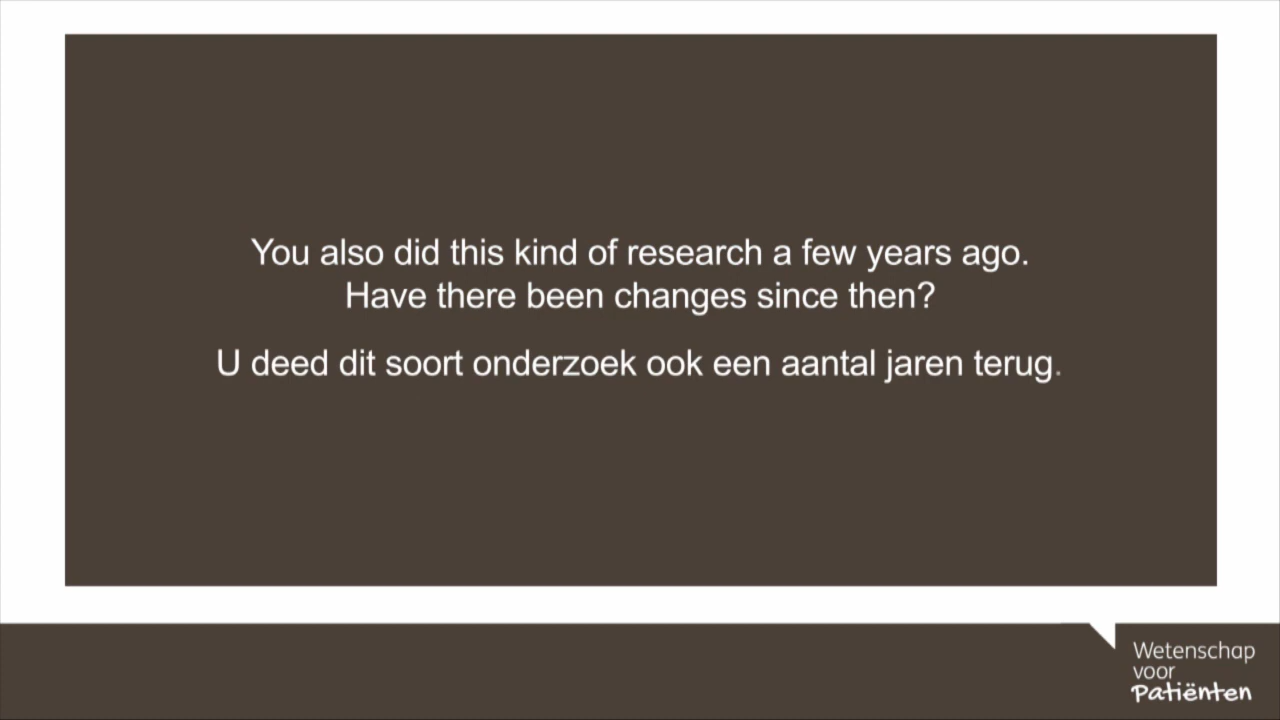 You also did this kind of research a few years ago.
Have there been changes since then?
U deed dit soort onderzoek ook een aantal jaren terug.
Wetenschap
voor
Patiënten